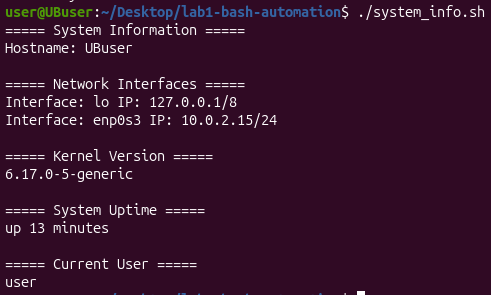 user@UBuser:~/Desktop/lab1-bash-automation$ ./system_info.sh
===== System Information =====
Hostname: UBuser
===== Network Interfaces =====
Interface: lo IP: 127.0.0.1/8
Interface: enp0s3 IP: 10.0.2.15/24
===== Kernel Version =====
6.17.0-5-generic
===== System Uptime =====
up 13 minutes
===== Current User =====
user